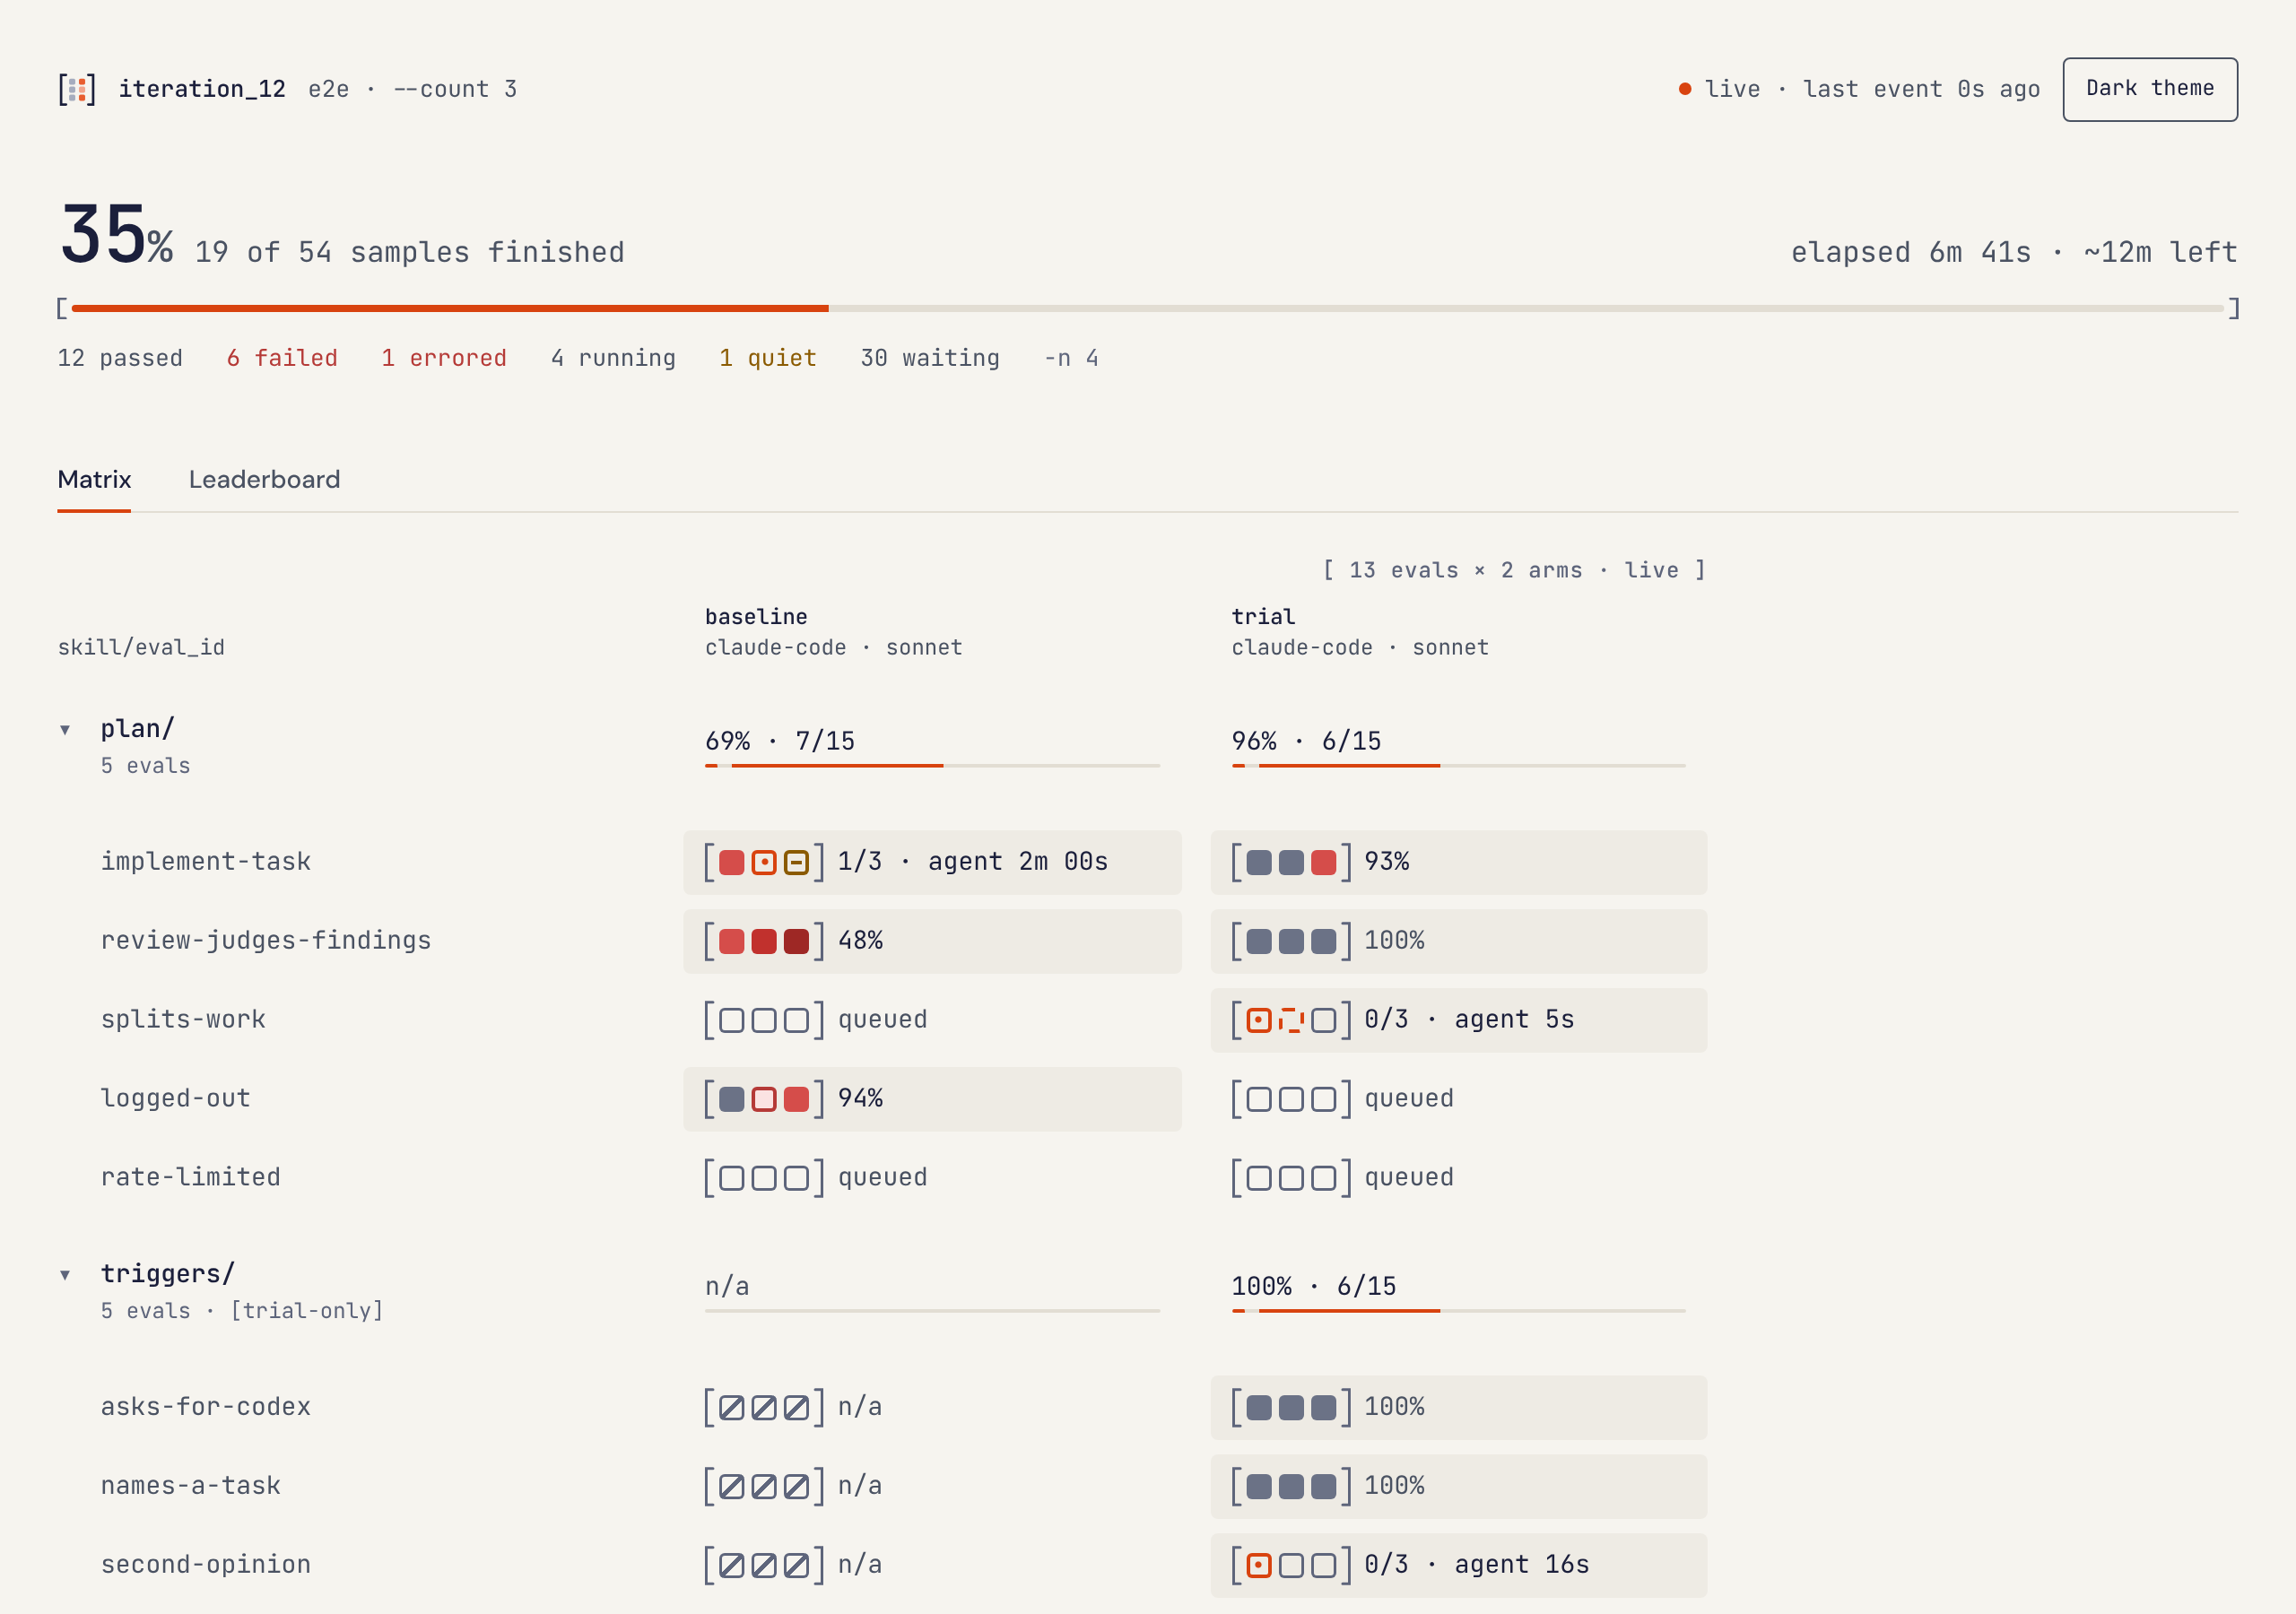 iteration_12 e2e · --count 3
live · last event 0s ago
Dark theme
35% 19 of 54 samples finished
elapsed 6m 41s · ~12m left
[ ]
12 passed 6 failed 1 errored 4 running 1 quiet 30 waiting -n 4
Matrix Leaderboard
[ 13 evals × 2 arms · live ]
baseline trial
skill/eval_id claude-code · sonnet claude-code · sonnet
▼ plan/ 69% · 7/15 96% · 6/15
5 evals
implement-task [ ] 1/3 · agent 2m 00s [ ] 93%
review-judges-findings [ ] 48% [ ] 100%
splits-work [ ] queued [ ] 0/3 · agent 5s
logged-out [ ] 94% [ ] queued
rate-limited [ ] queued [ ] queued
▼ triggers/ n/a 100% · 6/15
5 evals · [trial-only]
asks-for-codex [ ] n/a [ ] 100%
names-a-task [ ] n/a [ ] 100%
second-opinion [ ] n/a [ ] 0/3 · agent 16s